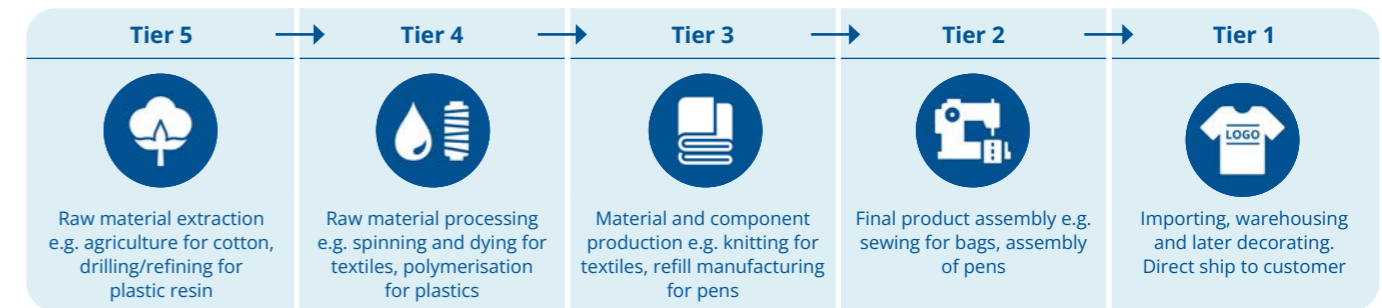 Tier 5
Tier 4
Tier 3
Tier 2
Tier 1
LOGO
Raw material extraction
e.g. agriculture for cotton,
drilling/refining for
plastic resin
Raw material processing
e.g. spinning and dying for
textiles, polymerisation
for plastics
Material and component
production e.g. knitting for
textiles, refill manufacturing
for pens
Final product assembly e.g.
sewing for bags, assembly
of pens
Importing, warehousing
and later decorating.
Direct ship to customer